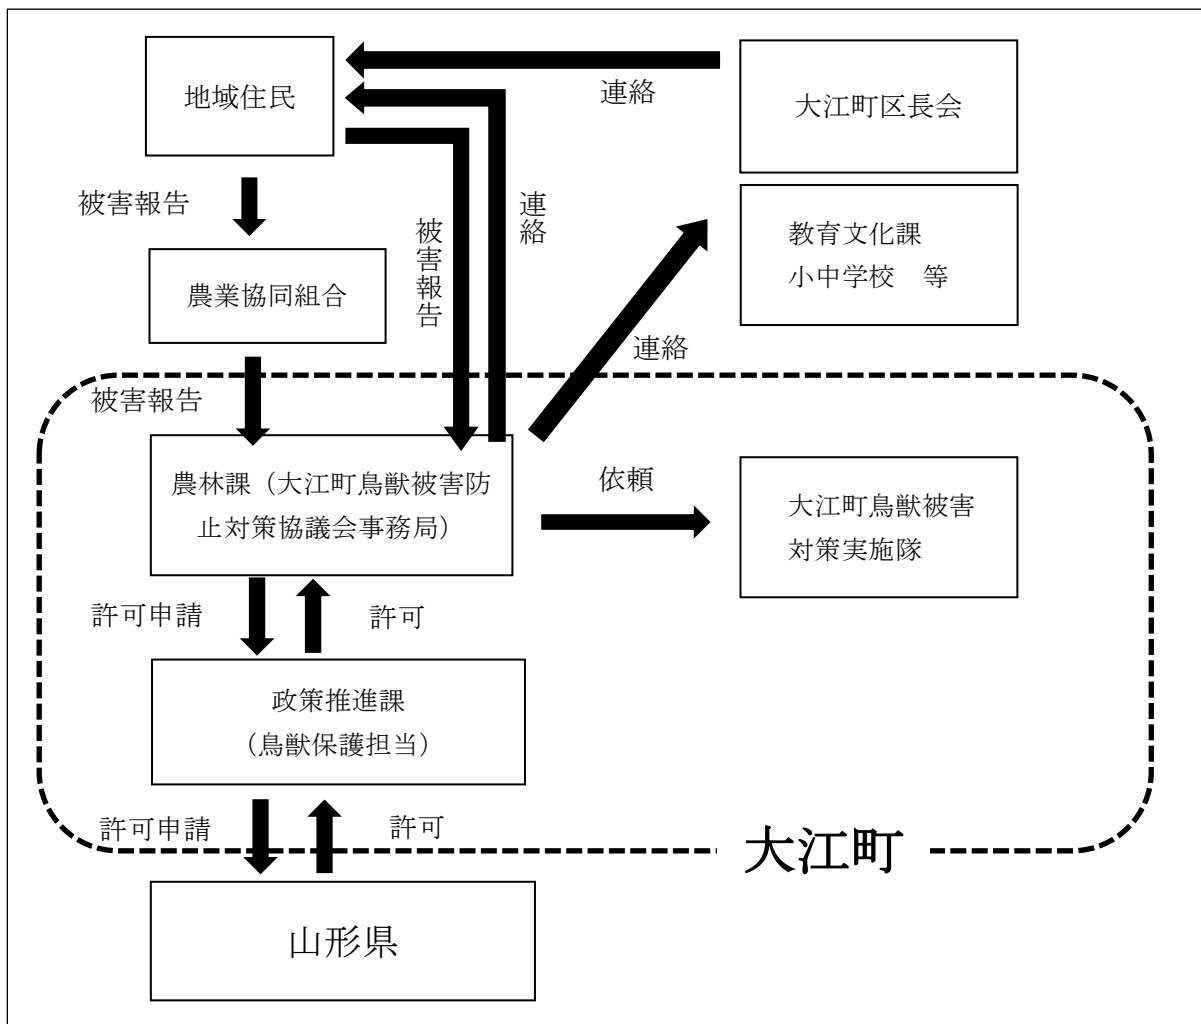 地域住民
連絡
大江町区長会
被害報告
連絡
被害報告
教育文化課
小中学校　等
農業協同組合
連絡
被害報告
農林課（大江町鳥獣被害防
止対策協議会事務局）
依頼
大江町鳥獣被害
対策実施隊
許可申請
許可
政策推進課
（鳥獣保護担当）
許可申請
許可
大江町
山形県